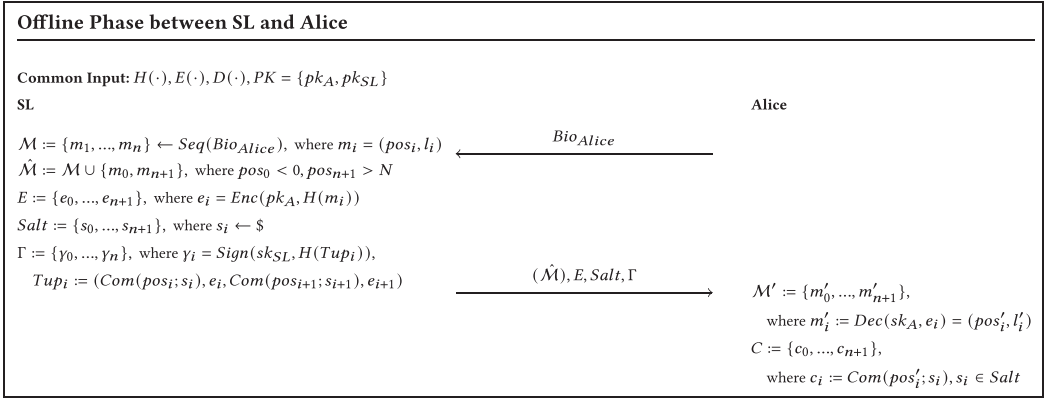 Offline Phase between SL and Alice
Common Input: H(·), E(·), D(·), PK = {pk_A, pk_SL}
SL
Alice
M := {m_1, ..., m_n} ← Seq(Bio_Alice), where m_i = (pos_i, l_i)
Bio_Alice
M̂ := M ∪ {m_0, m_{n+1}}, where pos_0 < 0, pos_{n+1} > N
E := {e_0, ..., e_{n+1}}, where e_i = Enc(pk_A, H(m_i))
Salt := {s_0, ..., s_{n+1}}, where s_i ← $
Γ := {γ_0, ..., γ_n}, where γ_i = Sign(sk_SL, H(Tup_i)),
Tup_i := (Com(pos_i; s_i), e_i, Com(pos_{i+1}; s_{i+1}), e_{i+1})
(M̂), E, Salt, Γ
M′ := {m′_0, ..., m′_{n+1}},
where m′_i := Dec(sk_A, e_i) = (pos′_i, l′_i)
C := {c_0, ..., c_{n+1}},
where c_i := Com(pos′_i; s_i), s_i ∈ Salt